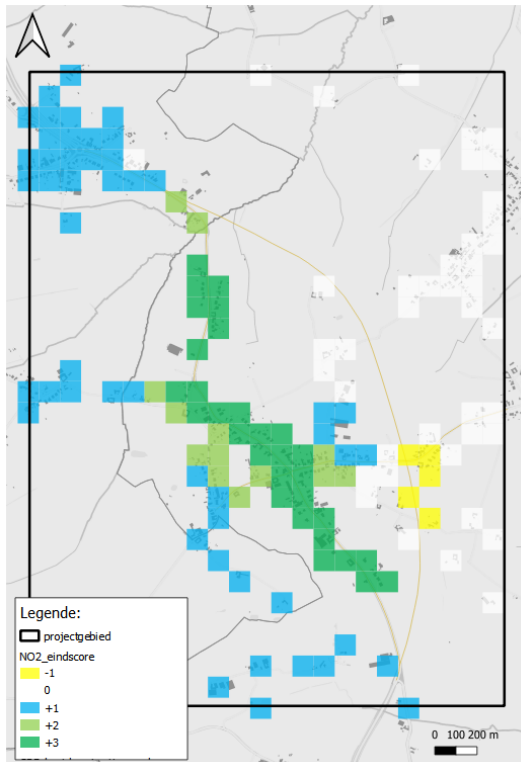 Legende:
projectgebied
NO2_eindscore
-1
0
+1
+2
+3
0 100 200 m